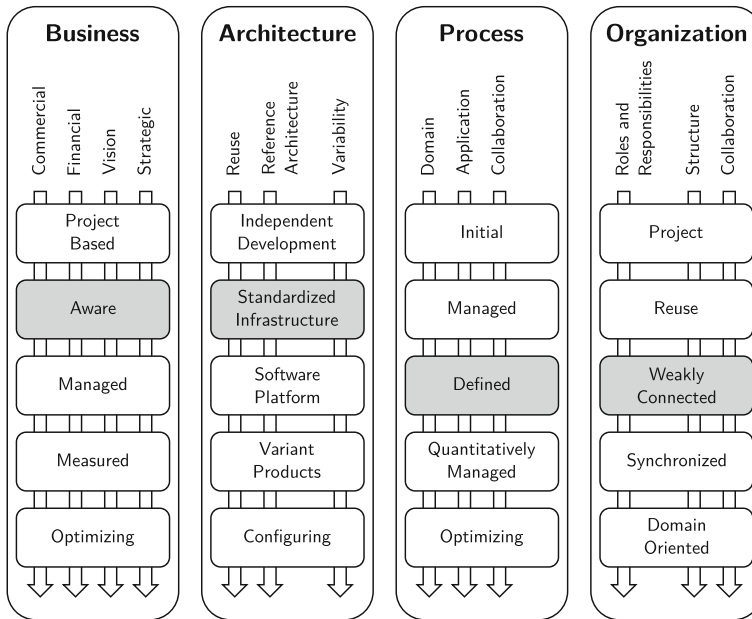 Business
Commercial
Financial
Vision
Strategic
Project
Based
Aware
Managed
Measured
Optimizing
Architecture
Reuse
Reference
Architecture
Variability
Independent
Development
Standardized
Infrastructure
Software
Platform
Variant
Products
Configuring
Process
Domain
Application
Collaboration
Initial
Managed
Defined
Quantitatively
Managed
Optimizing
Organization
Roles and
Responsibilities
Structure
Collaboration
Project
Reuse
Weakly
Connected
Synchronized
Domain
Oriented